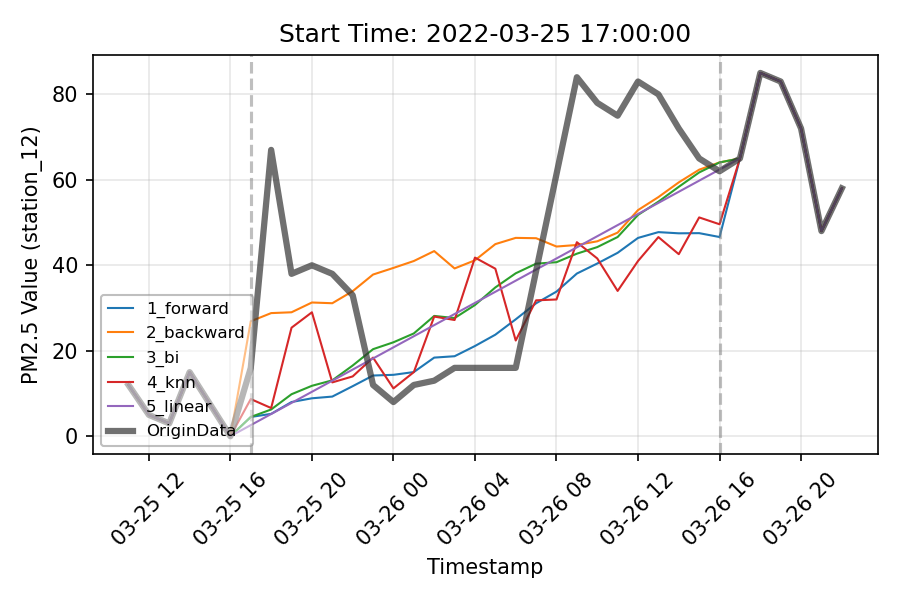 Start Time: 2022-03-25 17:00:00
PM2.5 Value (station_12)
80
60
40
20
0
1_forward
2_backward
3_bi
4_knn
5_linear
OriginData
03-25 12
03-25 16
03-25 20
03-26 00
03-26 04
03-26 08
03-26 12
03-26 16
03-26 20
Timestamp